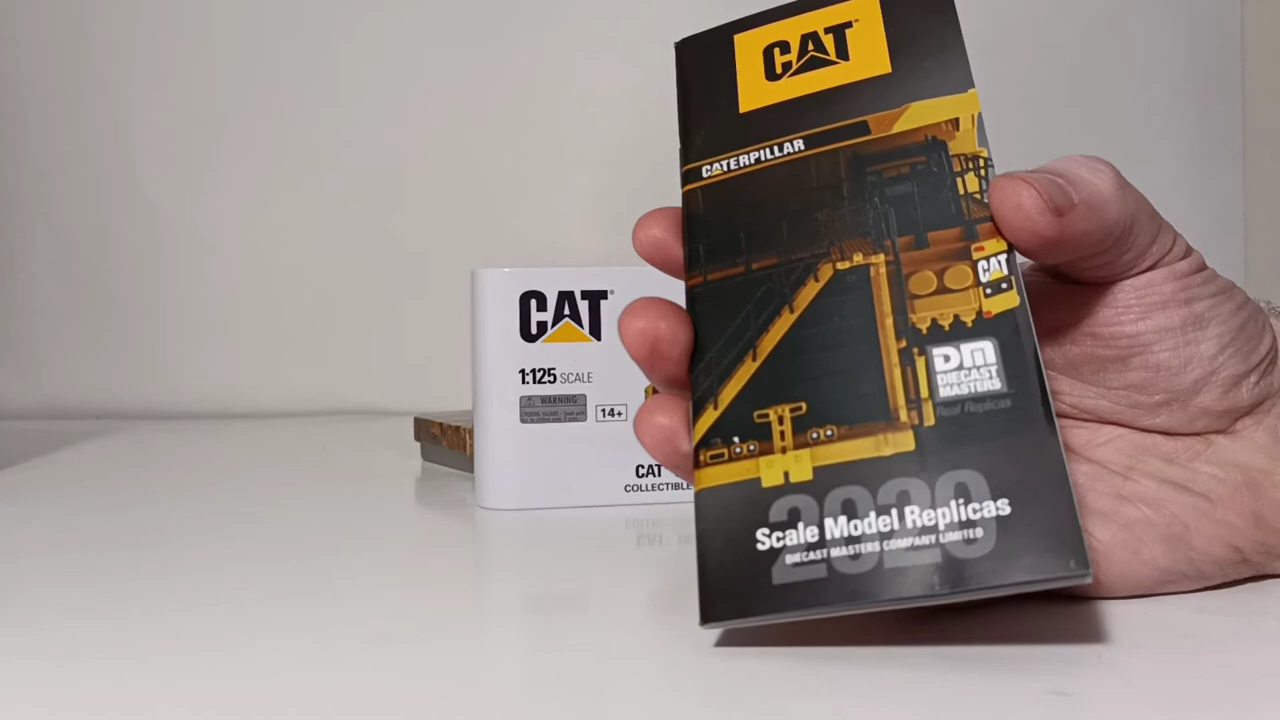 CAT
CATERPILLAR
CAT
DM
DIECAST
MASTERS
Real Replicas
2020
Scale Model Replicas
DIECAST MASTERS COMPANY LIMITED
CAT
1:125 SCALE
WARNING:
14+
CAT
COLLECTIBLE